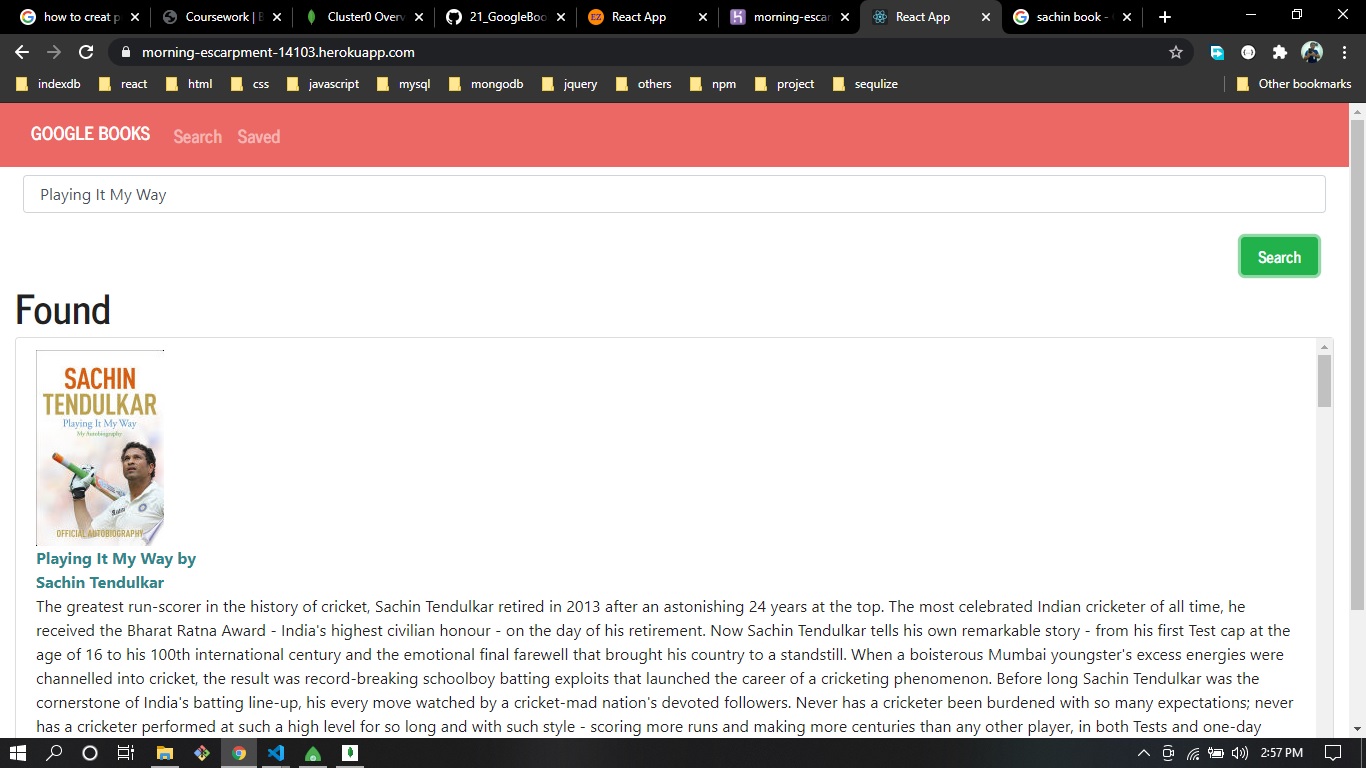 how to creat p
Coursework | B
Cluster0 Overv
21_GoogleBoo
React App
morning-escar
React App
sachin book - G
morning-escarpment-14103.herokuapp.com
indexdb react html css javascript mysql mongodb jquery others npm project sequlize Other bookmarks
GOOGLE BOOKS Search Saved
Playing It My Way
Search
Found
SACHIN
TENDULKAR
Playing It My Way
My Autobiography
OFFICIAL AUTOBIOGRAPHY
Playing It My Way by
Sachin Tendulkar
The greatest run-scorer in the history of cricket, Sachin Tendulkar retired in 2013 after an astonishing 24 years at the top. The most celebrated Indian cricketer of all time, he
received the Bharat Ratna Award - India's highest civilian honour - on the day of his retirement. Now Sachin Tendulkar tells his own remarkable story - from his first Test cap at the
age of 16 to his 100th international century and the emotional final farewell that brought his country to a standstill. When a boisterous Mumbai youngster's excess energies were
channelled into cricket, the result was record-breaking schoolboy batting exploits that launched the career of a cricketing phenomenon. Before long Sachin Tendulkar was the
cornerstone of India's batting line-up, his every move watched by a cricket-mad nation's devoted followers. Never has a cricketer been burdened with so many expectations; never
has a cricketer performed at such a high level for so long and with such style - scoring more runs and making more centuries than any other player, in both Tests and one-day
2:57 PM